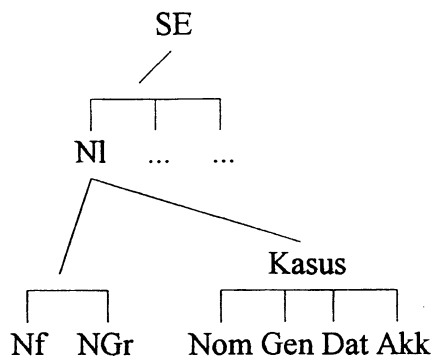 SE
Nl ... ...
Kasus
Nf NGr Nom Gen Dat Akk